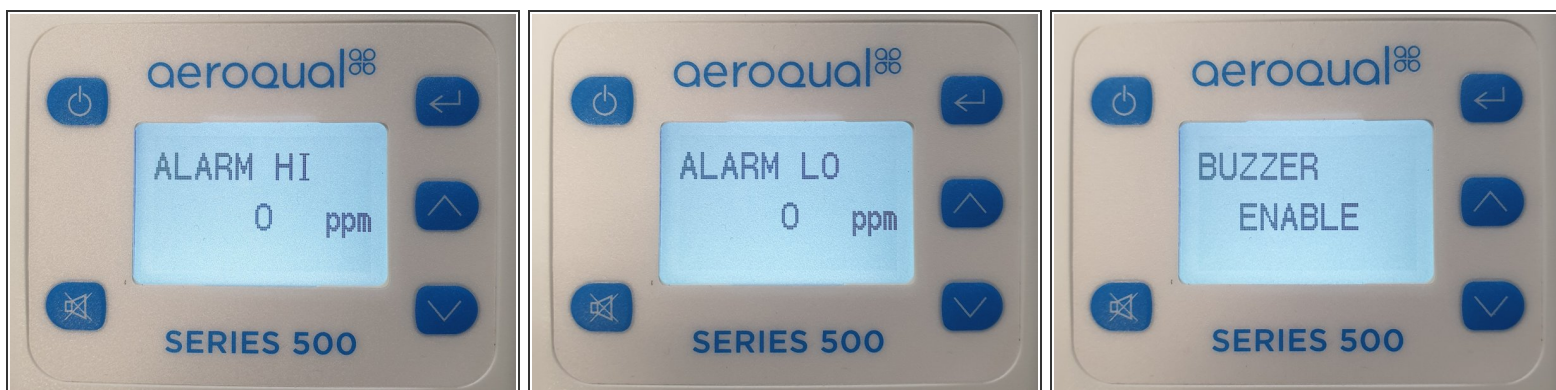 aeroqual
ALARM HI
0 ppm
SERIES 500
aeroqual
ALARM LO
0 ppm
SERIES 500
aeroqual
BUZZER
ENABLE
SERIES 500